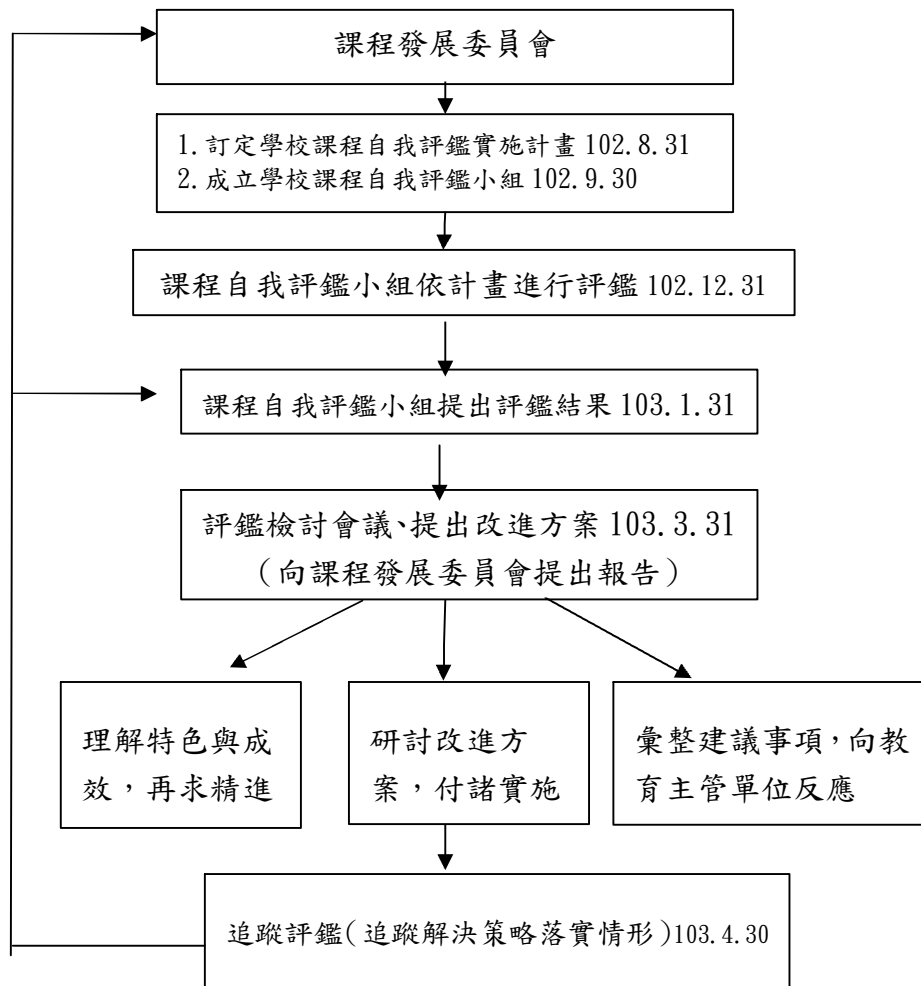 課程發展委員會
1.訂定學校課程自我評鑑實施計畫 102.8.31
2.成立學校課程自我評鑑小組 102.9.30
課程自我評鑑小組依計畫進行評鑑 102.12.31
課程自我評鑑小組提出評鑑結果 103.1.31
評鑑檢討會議、提出改進方案 103.3.31
(向課程發展委員會提出報告)
理解特色與成
效，再求精進
研討改進方
案，付諸實施
彙整建議事項，向教
育主管單位反應
追蹤評鑑(追蹤解決策略落實情形)103.4.30